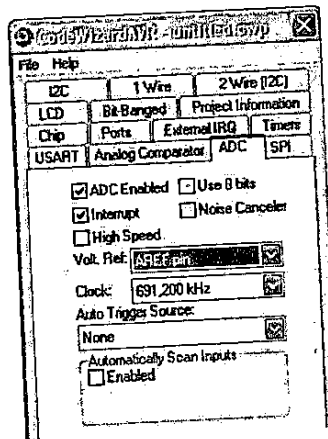 CodeWizardAVR - untitled.cwp
File Help
I2C 1 Wire 2 Wire (I2C)
LCD Bit-Banged Project Information
Chip Ports External IRQ Timers
USART Analog Comparator ADC SPI
ADC Enabled Use 8 bits
Interrupt Noise Canceler
High Speed
Volt. Ref: AREF pin
Clock: 691,200 kHz
Auto Trigger Source:
None
Automatically Scan Inputs
Enabled